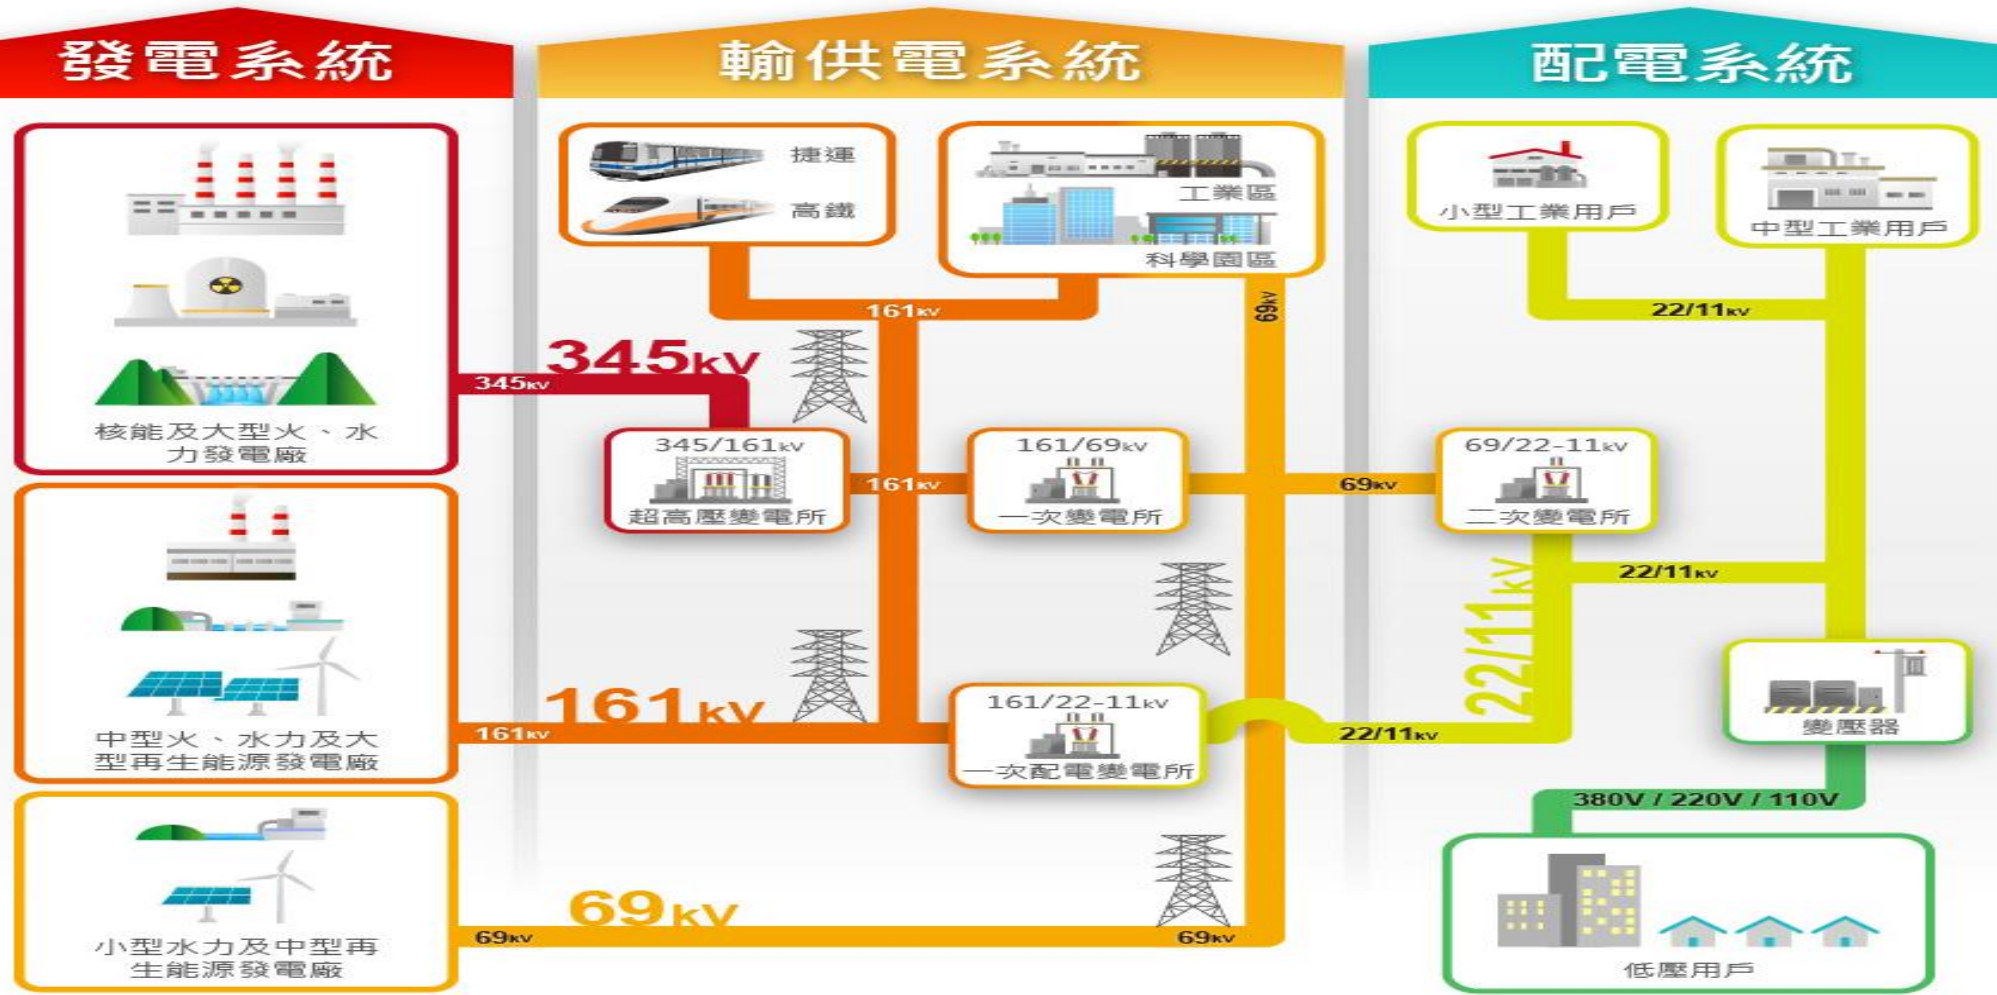 發電系統
輸供電系統
配電系統
核能及大型火、水
力發電廠
中型火、水力及大
型再生能源發電廠
小型水力及中型再
生能源發電廠
捷運
高鐵
工業區
科學園區
161kV
69kV
345kV
345kV
345/161kV
超高壓變電所
161kV
161/69kV
一次變電所
69kV
161kV
161kV
161/22-11kV
一次配電變電所
69kV
69kV
69kV
小型工業用戶
中型工業用戶
22/11kV
69/22-11kV
二次變電所
22/11kV
22/11kV
22/11kV
變壓器
380V / 220V / 110V
低壓用戶